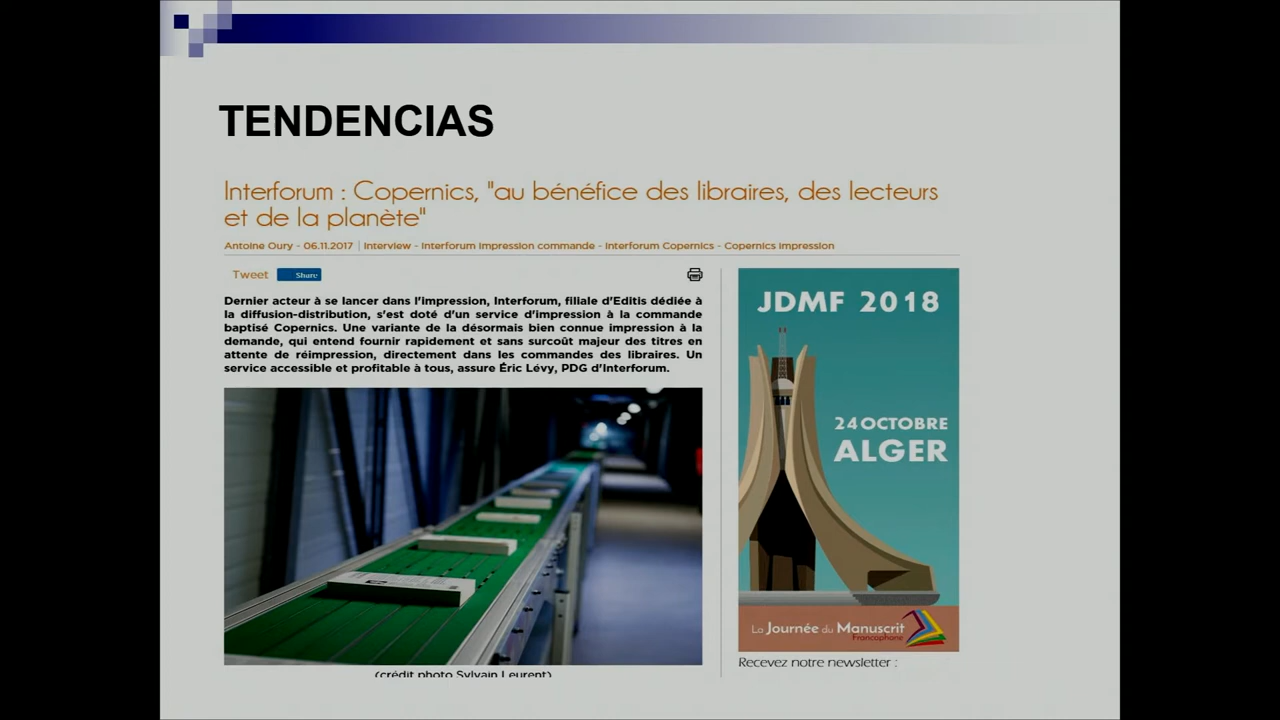 TENDENCIAS
Interforum : Copernics, "au bénéfice des libraires, des lecteurs
et de la planète"
Antoine Oury - 06.11.2017 | Interview - Interforum impression commande - Interforum Copernics - Copernics impression
Tweet Share
Dernier acteur à se lancer dans l'impression, Interforum, filiale d'Editis dédiée à
la diffusion-distribution, s'est doté d'un service d'impression à la commande
baptisé Copernics. Une variante de la désormais bien connue impression à la
demande, qui entend fournir rapidement et sans surcoût majeur des titres en
attente de réimpression, directement dans les commandes des libraires. Un
service accessible et profitable à tous, assure Éric Lévy, PDG d'Interforum.
(crédit photo Sylvain Leurent)
JDMF 2018
24 OCTOBRE
ALGER
La Journée du Manuscrit
Francophone
Recevez notre newsletter :